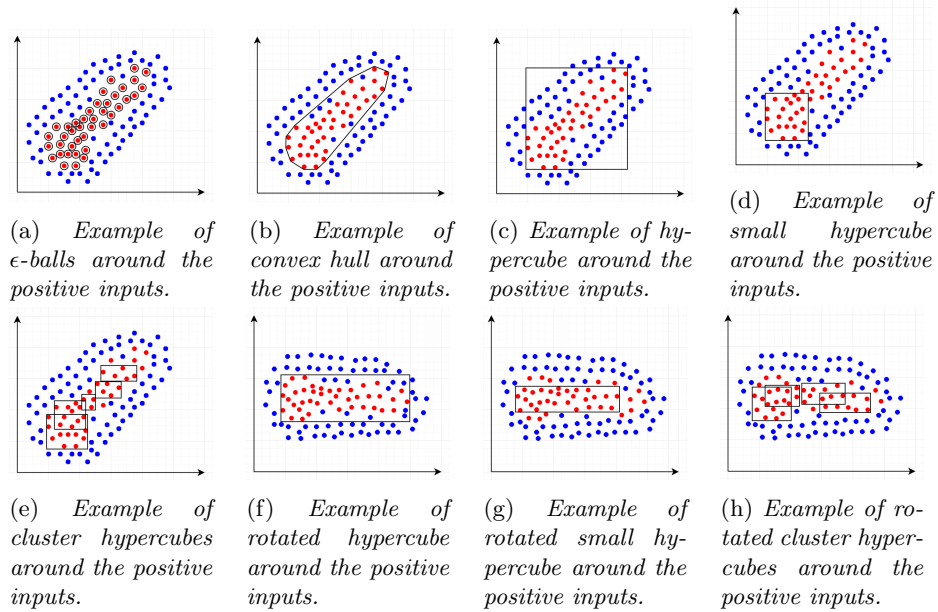 (a) Example of
ϵ-balls around the
positive inputs.
(b) Example of
convex hull around
the positive inputs.
(c) Example of hy-
percube around the
positive inputs.
(d) Example of
small hypercube
around the positive
inputs.
(e) Example of
cluster hypercubes
around the positive
inputs.
(f) Example of
rotated hypercube
around the positive
inputs.
(g) Example of
rotated small hy-
percube around the
positive inputs.
(h) Example of ro-
tated cluster hyper-
cubes around the
positive inputs.